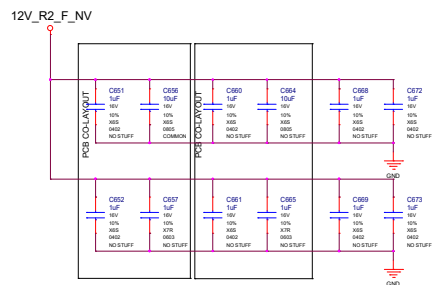 12V_R2_F_NV
PCB CO-LAYOUT
PCB CO-LAYOUT
C651
1uF
16V
10%
X6S
0402
NO STUFF
C656
10uF
16V
10%
X6S
0805
COMMON
C660
1uF
16V
10%
X6S
0402
NO STUFF
C664
10uF
16V
10%
X6S
0805
NO STUFF
C668
1uF
16V
10%
X6S
0402
NO STUFF
C672
1uF
16V
10%
X6S
0402
NO STUFF
GND
C652
1uF
16V
10%
X6S
0402
NO STUFF
C657
1uF
16V
10%
X7R
0603
NO STUFF
C661
1uF
16V
10%
X6S
0402
NO STUFF
C665
1uF
16V
10%
X7R
0603
NO STUFF
C669
1uF
16V
10%
X6S
0402
NO STUFF
C673
1uF
16V
10%
X6S
0402
NO STUFF
GND